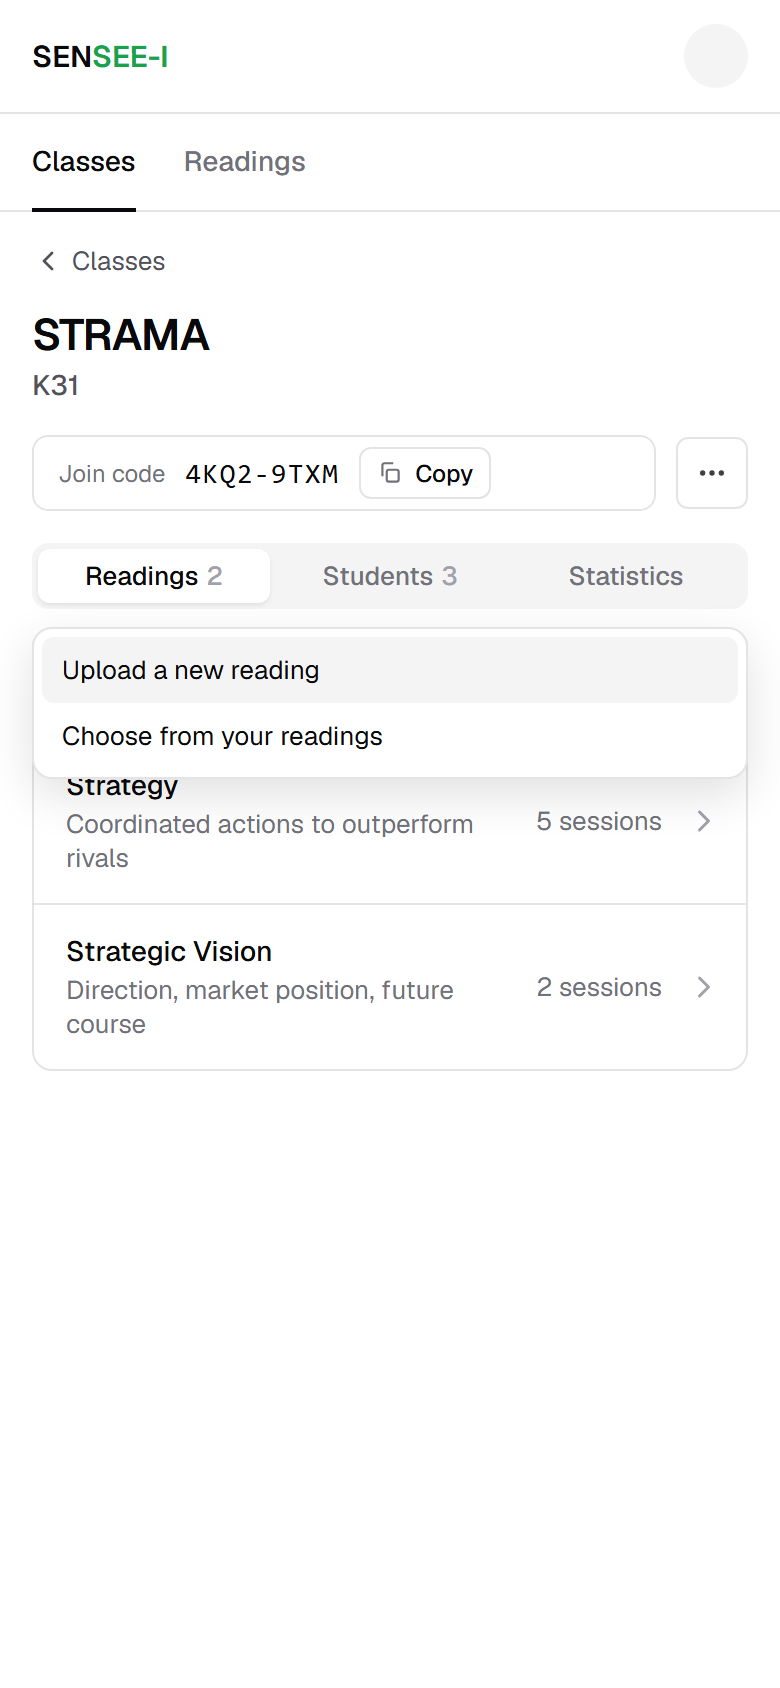 SENSEE-I
Classes Readings
Classes
STRAMA
K31
Join code 4KQ2-9TXM Copy
Readings 2 Students 3 Statistics
Upload a new reading
Choose from your readings
Strategy
Coordinated actions to outperform
rivals
5 sessions
Strategic Vision
Direction, market position, future
course
2 sessions